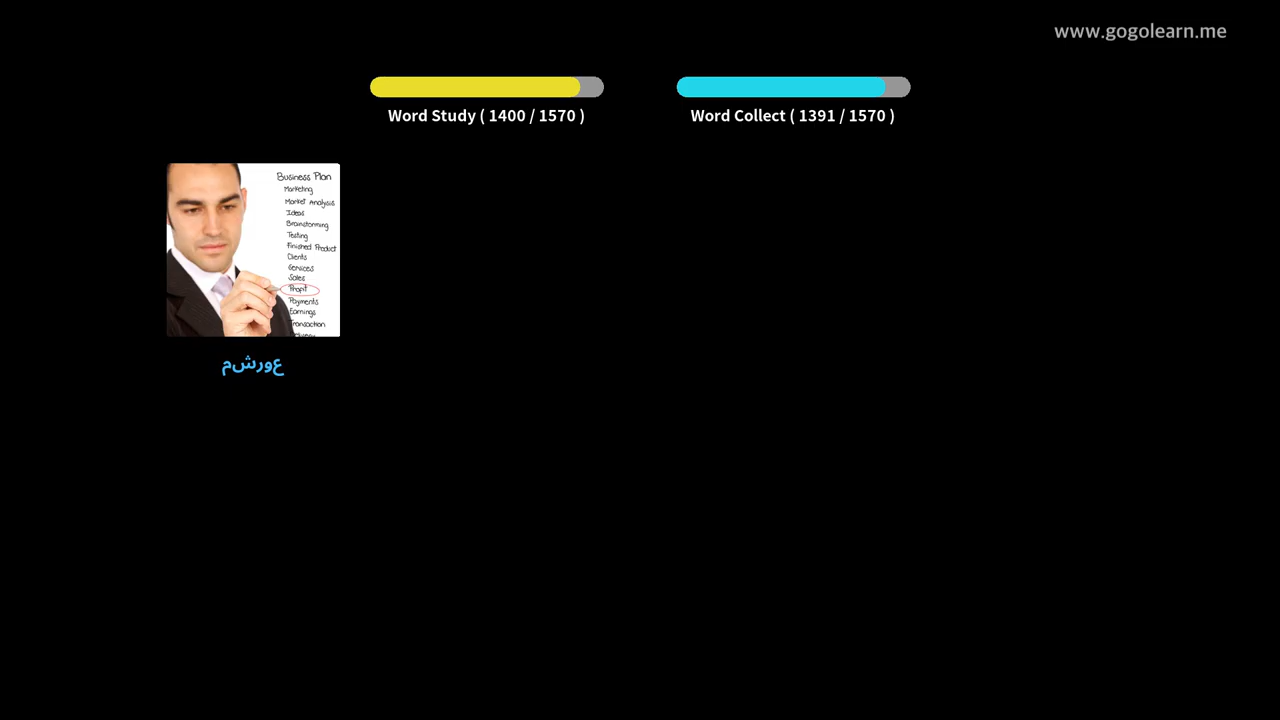 www.gogolearn.me
Word Study ( 1400 / 1570 )
Word Collect ( 1391 / 1570 )
Business Plan
Marketing
Market Analysis
Ideas
Brainstorming
Testing
Finished Product
Clients
Services
Sales
Profit
Payments
Earnings
Transaction
عورشم